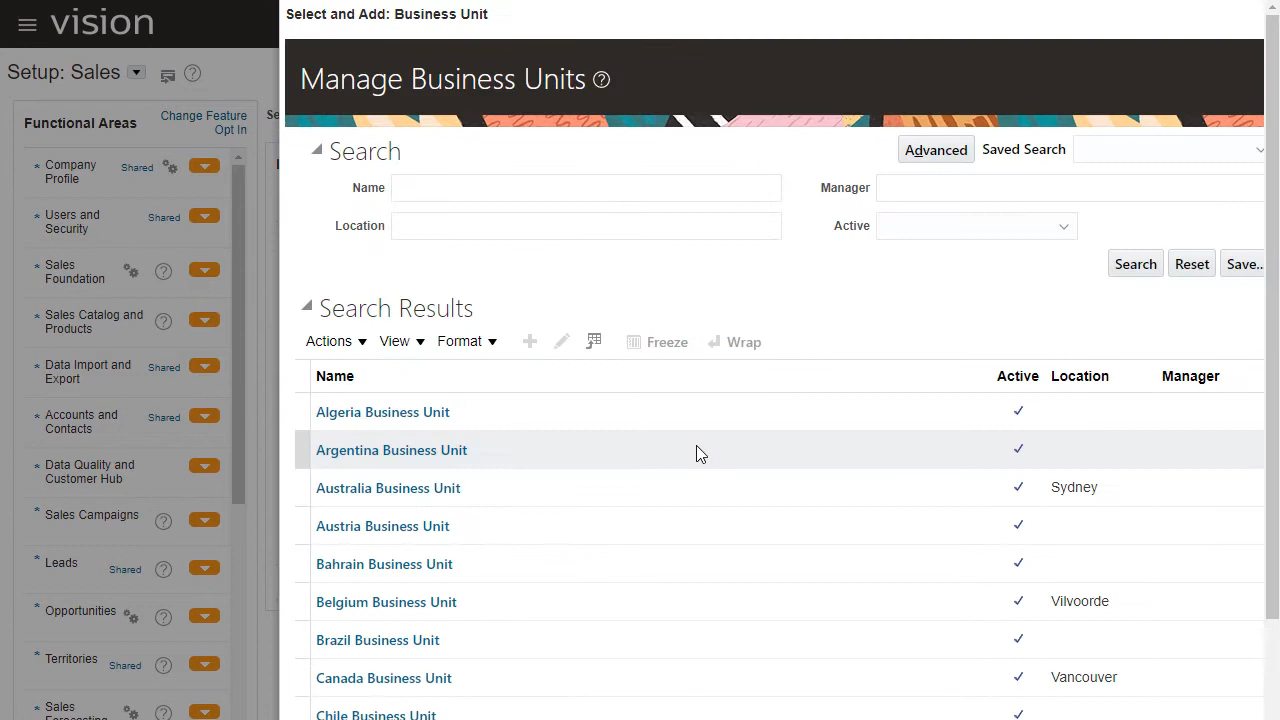 Select and Add: Business Unit
vision
Manage Business Units
Setup: Sales
Functional Areas
Change Feature
Opt In
Se
Company
Profile
Shared
Users and
Security
Shared
Sales
Foundation
Sales Catalog and
Products
Data Import and
Export
Shared
Accounts and
Contacts
Shared
Data Quality and
Customer Hub
Sales Campaigns
Leads
Shared
Opportunities
Territories
Shared
Sales
Search
Advanced
Saved Search
Name
Manager
Location
Active
Search
Reset
Save...
Search Results
Actions
View
Format
Freeze
Wrap
Name
Active
Location
Manager
Algeria Business Unit
Argentina Business Unit
Australia Business Unit
Sydney
Austria Business Unit
Bahrain Business Unit
Belgium Business Unit
Vilvoorde
Brazil Business Unit
Canada Business Unit
Vancouver
Chile Business Unit